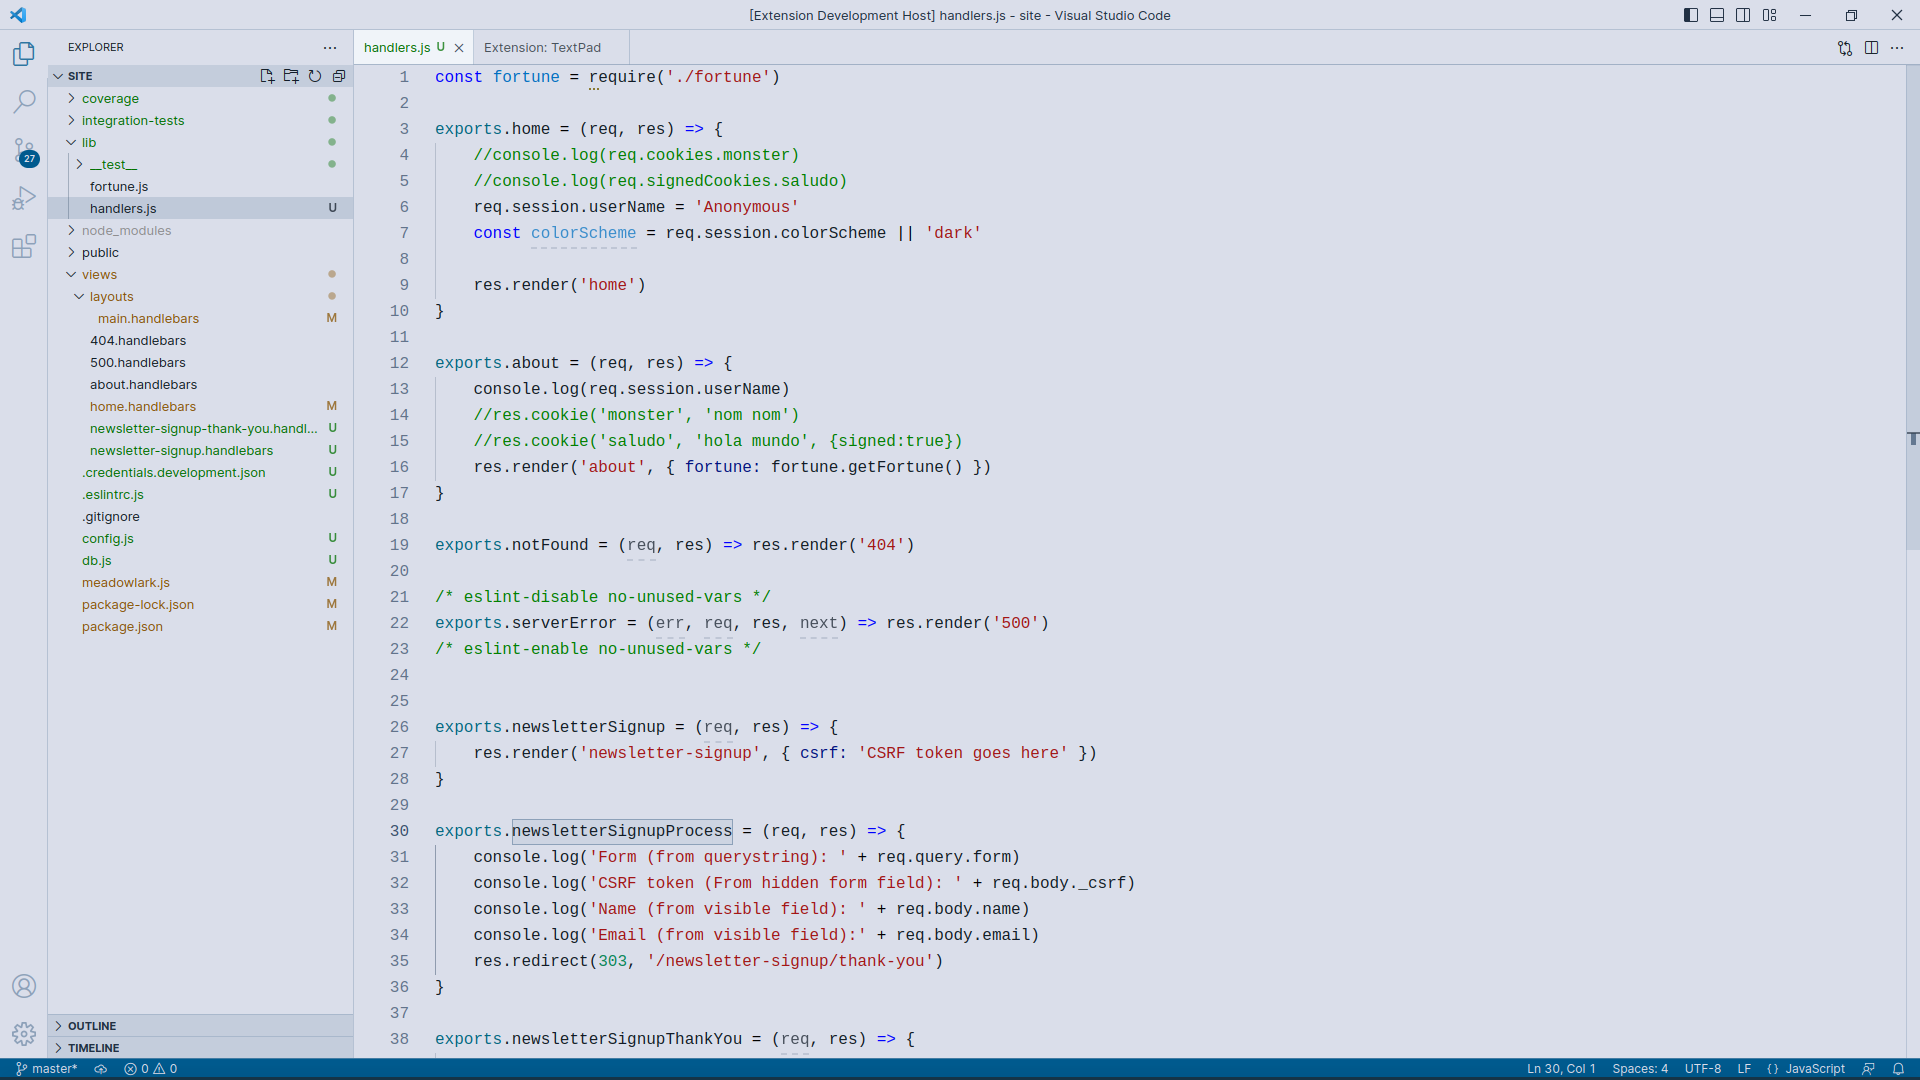 [Extension Development Host] handlers.js - site - Visual Studio Code
EXPLORER
SITE
coverage
integration-tests
lib
__test__
fortune.js
handlers.js U
node_modules
public
views
layouts
main.handlebars M
404.handlebars
500.handlebars
about.handlebars
home.handlebars M
newsletter-signup-thank-you.handl... U
newsletter-signup.handlebars U
.credentials.development.json U
.eslintrc.js U
.gitignore
config.js U
db.js U
meadowlark.js M
package-lock.json M
package.json M
27
OUTLINE
TIMELINE
handlers.js U
Extension: TextPad
1 const fortune = require('./fortune')
2
3 exports.home = (req, res) => {
4 //console.log(req.cookies.monster)
5 //console.log(req.signedCookies.saludo)
6 req.session.userName = 'Anonymous'
7 const colorScheme = req.session.colorScheme || 'dark'
8
9 res.render('home')
10 }
11
12 exports.about = (req, res) => {
13 console.log(req.session.userName)
14 //res.cookie('monster', 'nom nom')
15 //res.cookie('saludo', 'hola mundo', {signed:true})
16 res.render('about', { fortune: fortune.getFortune() })
17 }
18
19 exports.notFound = (req, res) => res.render('404')
20
21 /* eslint-disable no-unused-vars */
22 exports.serverError = (err, req, res, next) => res.render('500')
23 /* eslint-enable no-unused-vars */
24
25
26 exports.newsletterSignup = (req, res) => {
27 res.render('newsletter-signup', { csrf: 'CSRF token goes here' })
28 }
29
30 exports.newsletterSignupProcess = (req, res) => {
31 console.log('Form (from querystring): ' + req.query.form)
32 console.log('CSRF token (From hidden form field): ' + req.body._csrf)
33 console.log('Name (from visible field): ' + req.body.name)
34 console.log('Email (from visible field):' + req.body.email)
35 res.redirect(303, '/newsletter-signup/thank-you')
36 }
37
38 exports.newsletterSignupThankYou = (req, res) => {
master* 0 0
Ln 30, Col 1 Spaces: 4 UTF-8 LF {} JavaScript